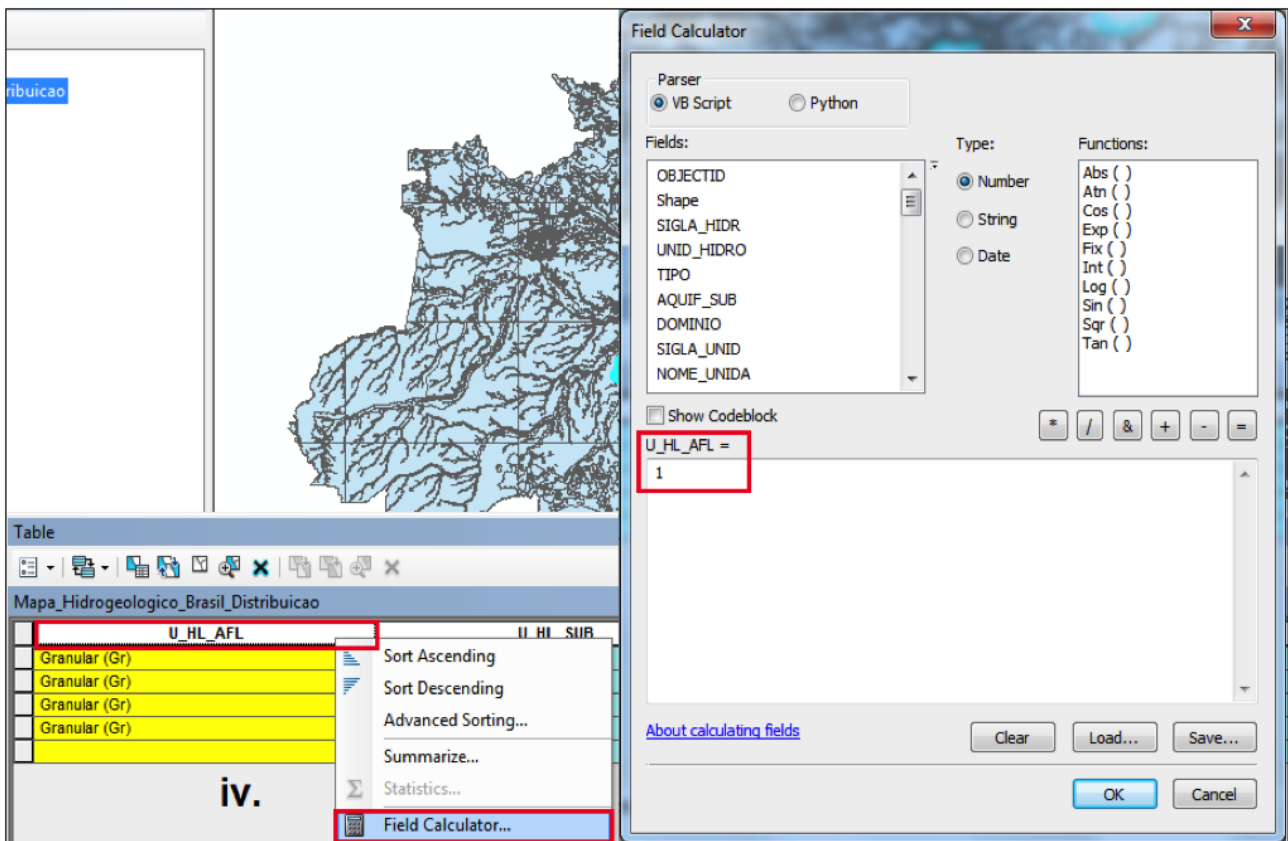 Field Calculator
X
ribuicao
Parser
VB Script Python
Fields: Type: Functions:
OBJECTID
Shape
SIGLA_HIDR
UNID_HIDRO
TIPO
AQUIF_SUB
DOMINIO
SIGLA_UNID
NOME_UNIDA
Number
String
Date
Abs ( )
Atn ( )
Cos ( )
Exp ( )
Fix ( )
Int ( )
Log ( )
Sin ( )
Sqr ( )
Tan ( )
Show Codeblock
* / & + - =
U_HL_AFL =
1
About calculating fields
Clear Load... Save...
OK Cancel
Table
Mapa_Hidrogeologico_Brasil_Distribuicao
U_HL_AFL U_HL_SUB
Granular (Gr)
Granular (Gr)
Granular (Gr)
Granular (Gr)
iv.
Sort Ascending
Sort Descending
Advanced Sorting...
Summarize...
Σ Statistics...
Field Calculator...